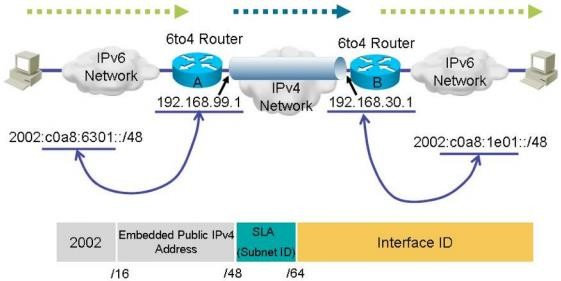 IPv6
Network
6to4 Router
A
IPv4
Network
6to4 Router
B
IPv6
Network
192.168.99.1
192.168.30.1
2002:c0a8:6301::/48
2002:c0a8:1e01::/48
2002
Embedded Public IPv4
Address
SLA
(Subnet ID)
Interface ID
/16
/48
/64